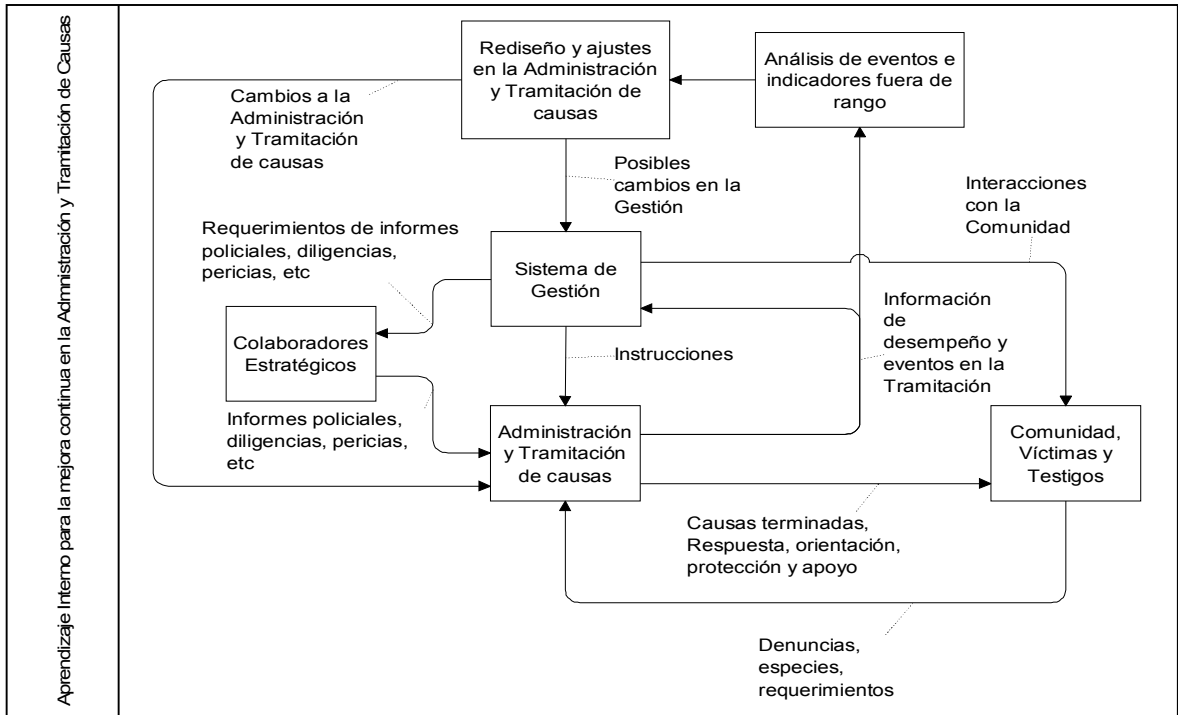 Aprendizaje Interno para la mejora continua en la Administración y Tramitación de Causas
Rediseño y ajustes
en la Administración
y Tramitación de
causas
Análisis de eventos e
indicadores fuera de
rango
Cambios a la
Administración
y Tramitación
de causas
Posibles
cambios en la
Gestión
Interacciones
con la
Comunidad
Requerimientos de informes
policiales, diligencias,
pericias, etc
Sistema de
Gestión
Información
de
desempeño y
eventos en la
Tramitación
Colaboradores
Estratégicos
Instrucciones
Informes policiales,
diligencias, pericias,
etc
Administración
y Tramitación
de causas
Comunidad,
Víctimas y
Testigos
Causas terminadas,
Respuesta, orientación,
protección y apoyo
Denuncias,
especies,
requerimientos